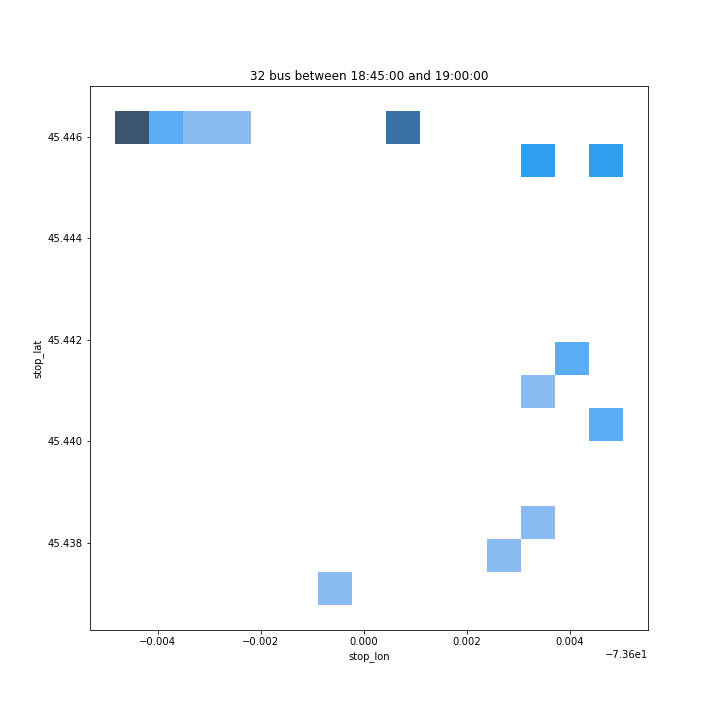 32 bus between 18:45:00 and 19:00:00
45.446
45.444
45.442
45.440
45.438
stop_lat
−0.004 −0.002 0.000 0.002 0.004
stop_lon
−7.36e1